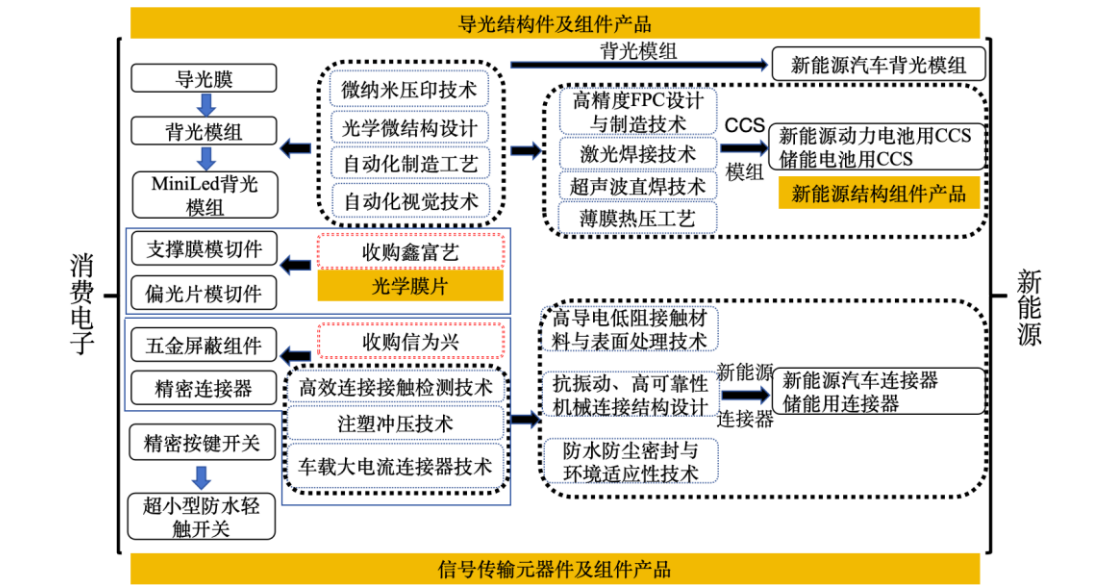 导光结构件及组件产品
消费电子
导光膜
背光模组
MiniLed背光
模组
微纳米压印技术
光学微结构设计
自动化制造工艺
自动化视觉技术
背光模组
新能源汽车背光模组
高精度FPC设计
与制造技术
激光焊接技术
超声波直焊技术
薄膜热压工艺
CCS
模组
新能源动力电池用CCS
储能电池用CCS
新能源结构组件产品
支撑膜模切件
偏光片模切件
收购鑫富艺
光学膜片
五金屏蔽组件
精密连接器
收购信为兴
高效连接接触检测技术
注塑冲压技术
车载大电流连接器技术
精密按键开关
超小型防水轻
触开关
高导电低阻接触材
料与表面处理技术
抗振动、高可靠性
机械连接结构设计
防水防尘密封与
环境适应性技术
新能源
连接器
新能源汽车连接器
储能用连接器
新能源
信号传输元器件及组件产品